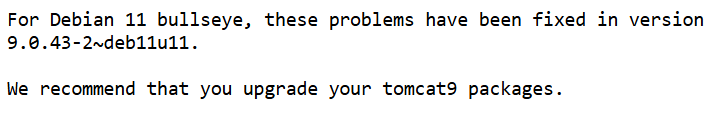 For Debian 11 bullseye, these problems have been fixed in version
9.0.43-2~deb11u11.
We recommend that you upgrade your tomcat9 packages.